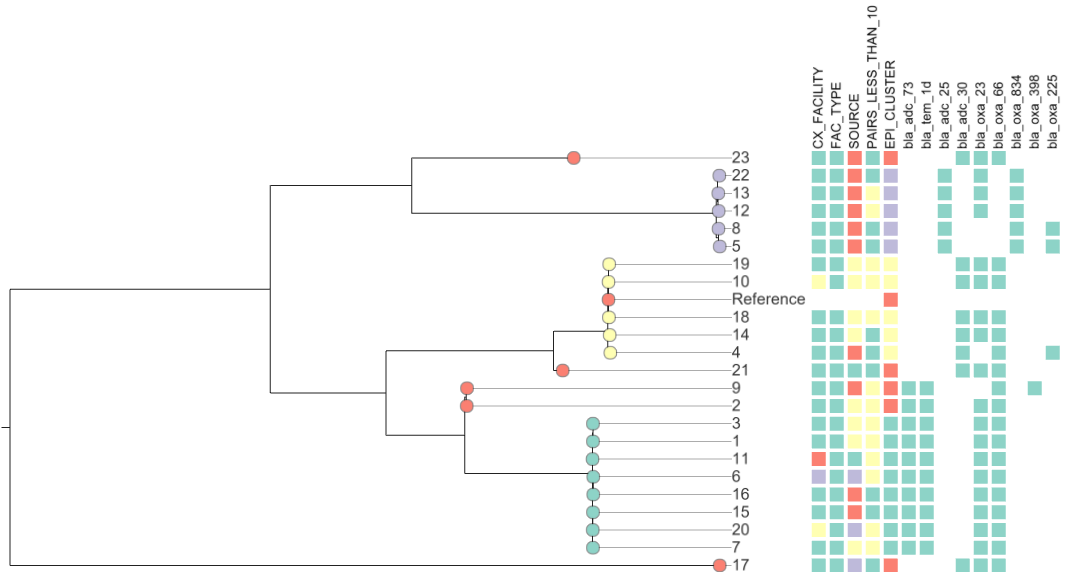 CX_FACILITY
FAC_TYPE
SOURCE
PAIRS_LESS_THAN_10
EPI_CLUSTER
bla_adc_73
bla_tem_1d
bla_adc_25
bla_adc_30
bla_oxa_23
bla_oxa_66
bla_oxa_834
bla_oxa_398
bla_oxa_225
23
22
13
12
8
5
19
10
Reference
18
14
4
21
9
2
3
1
11
6
16
15
20
7
17